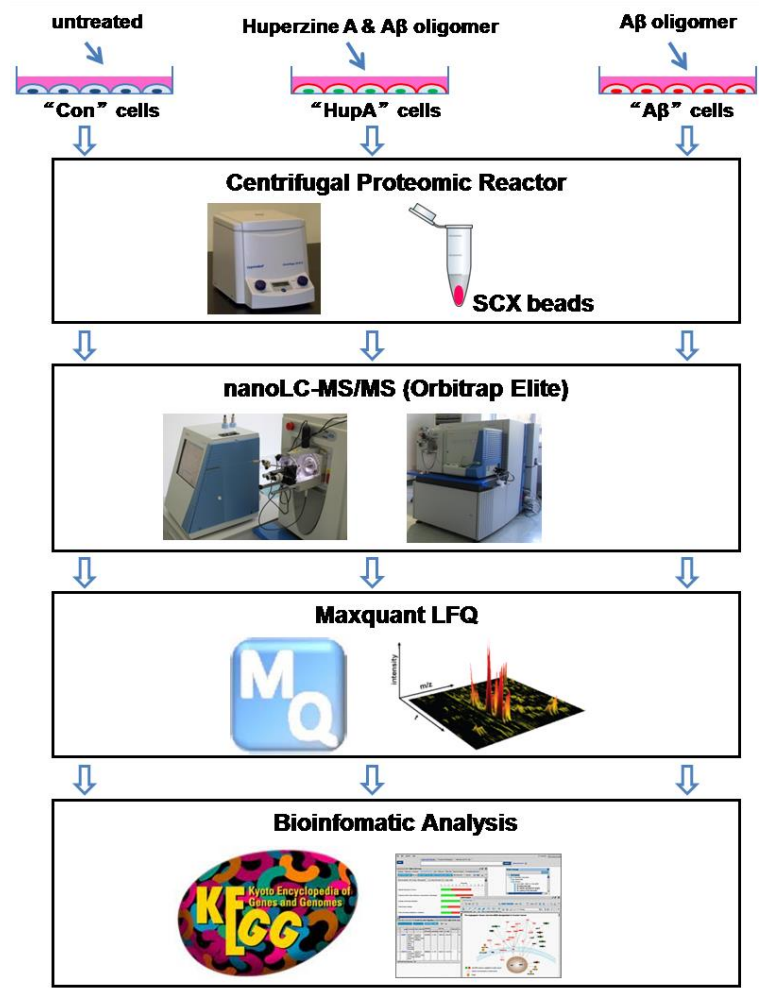 untreated
Huperzine A & Aβ oligomer
Aβ oligomer
“Con” cells
“HupA” cells
“Aβ” cells
Centrifugal Proteomic Reactor
SCX beads
nanoLC-MS/MS (Orbitrap Elite)
Maxquant LFQ
MQ
intensity
m/z
t
Bioinfomatic Analysis
KEGG
Kyoto Encyclopedia of
Genes and Genomes